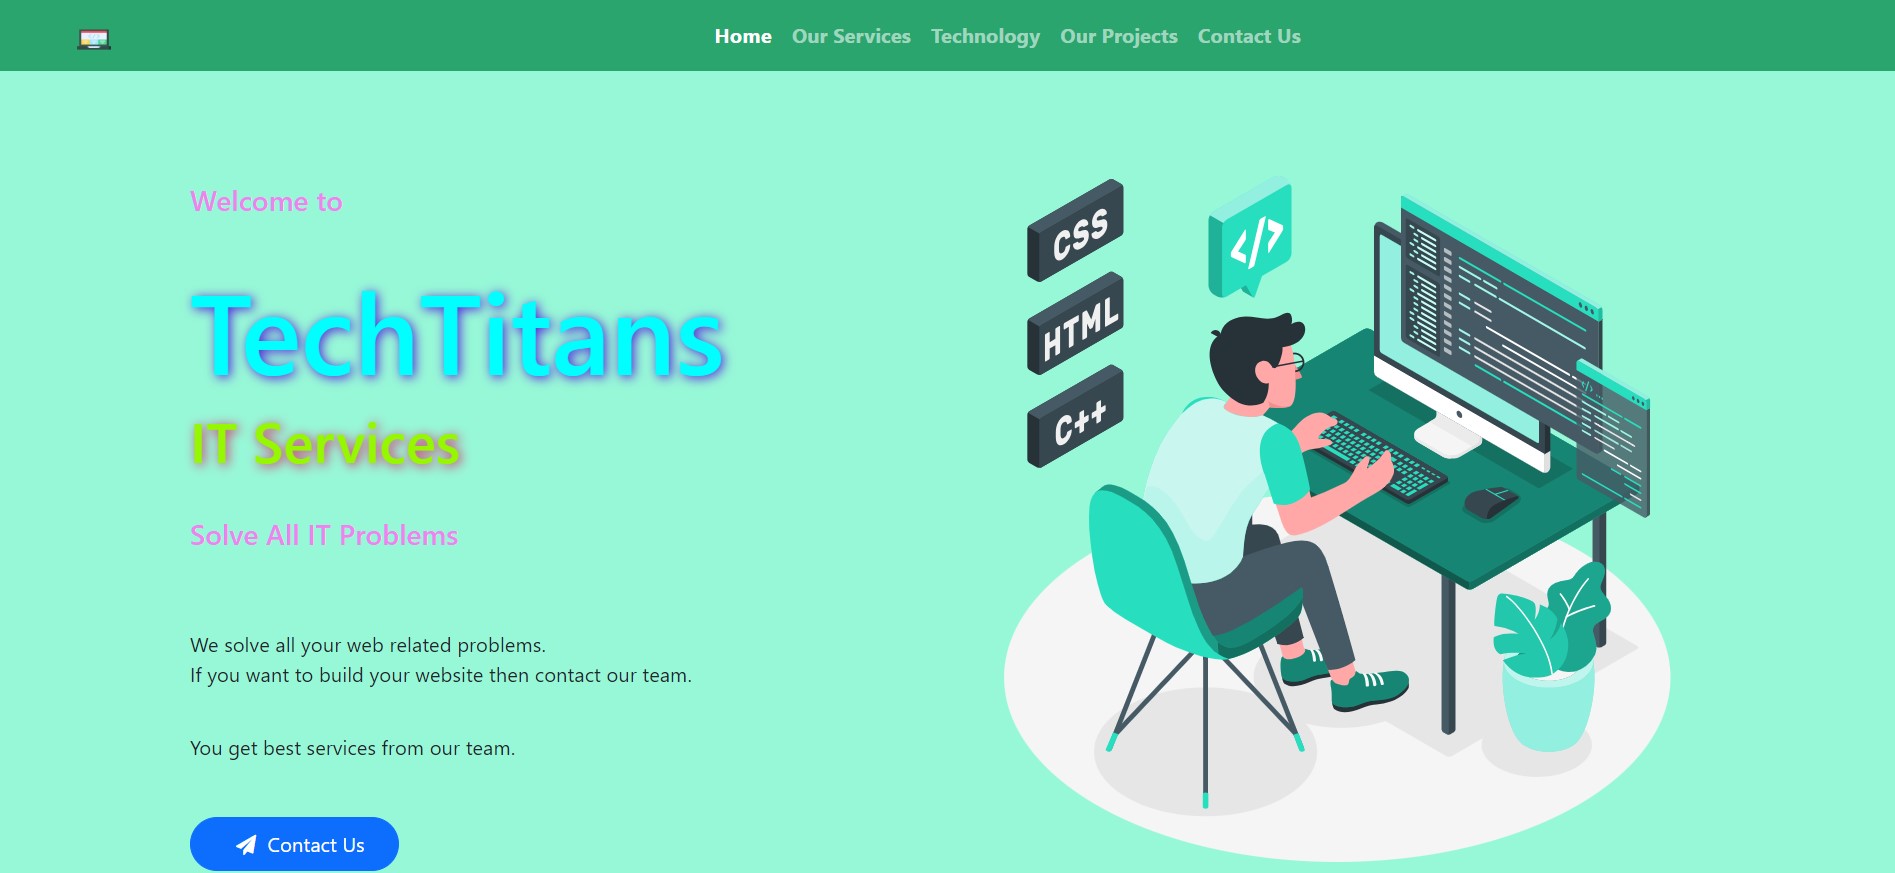 Home Our Services Technology Our Projects Contact Us
Welcome to
TechTitans
IT Services
Solve All IT Problems
We solve all your web related problems.
If you want to build your website then contact our team.
You get best services from our team.
Contact Us
CSS
</>
HTML
C++